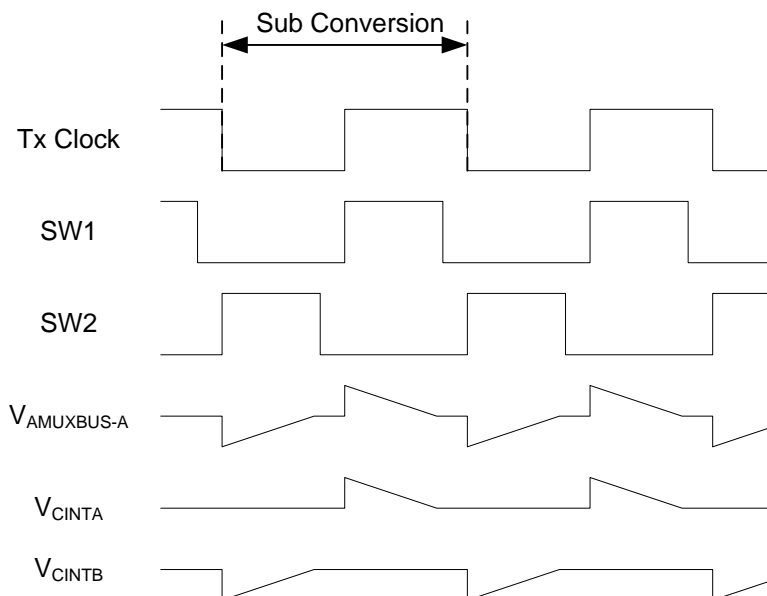 Sub Conversion
Tx Clock
SW1
SW2
VAMUXBUS-A
VCINTA
VCINTB